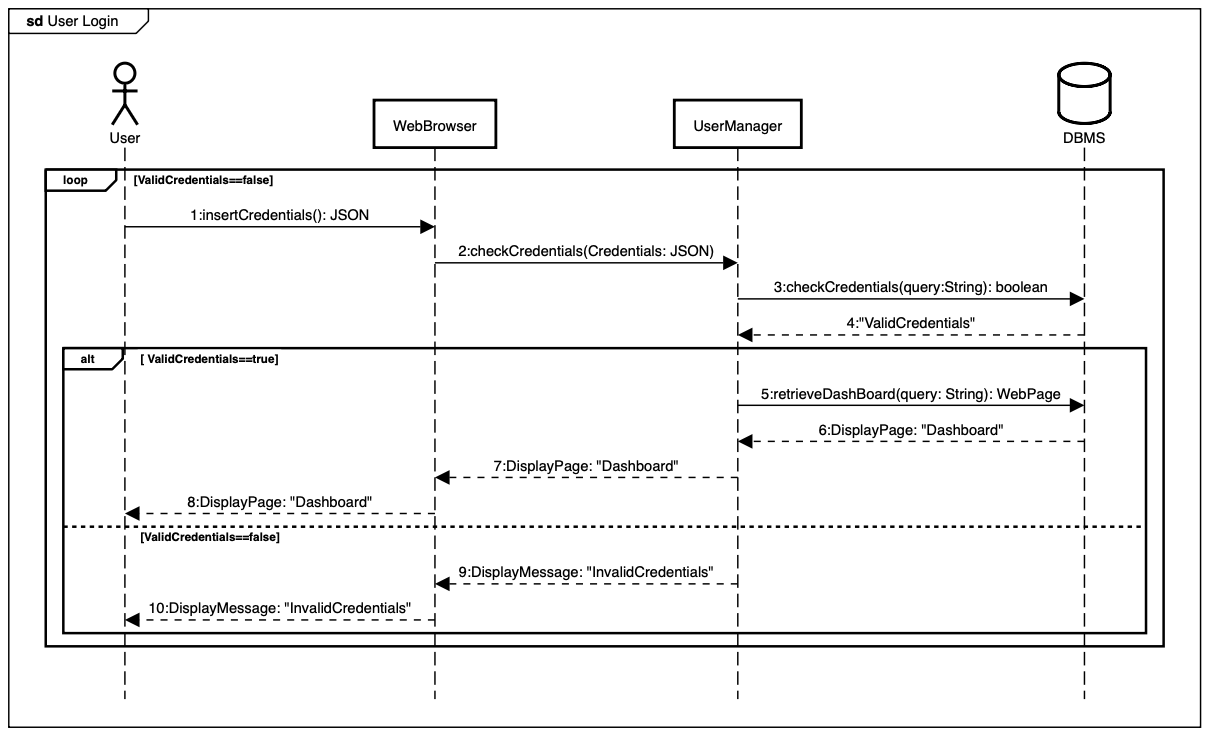 sd User Login
User
WebBrowser
UserManager
DBMS
loop
[ValidCredentials==false]
1:insertCredentials(): JSON
2:checkCredentials(Credentials: JSON)
3:checkCredentials(query:String): boolean
4:"ValidCredentials"
alt
[ ValidCredentials==true]
5:retrieveDashBoard(query: String): WebPage
6:DisplayPage: "Dashboard"
7:DisplayPage: "Dashboard"
8:DisplayPage: "Dashboard"
[ValidCredentials==false]
9:DisplayMessage: "InvalidCredentials"
10:DisplayMessage: "InvalidCredentials"